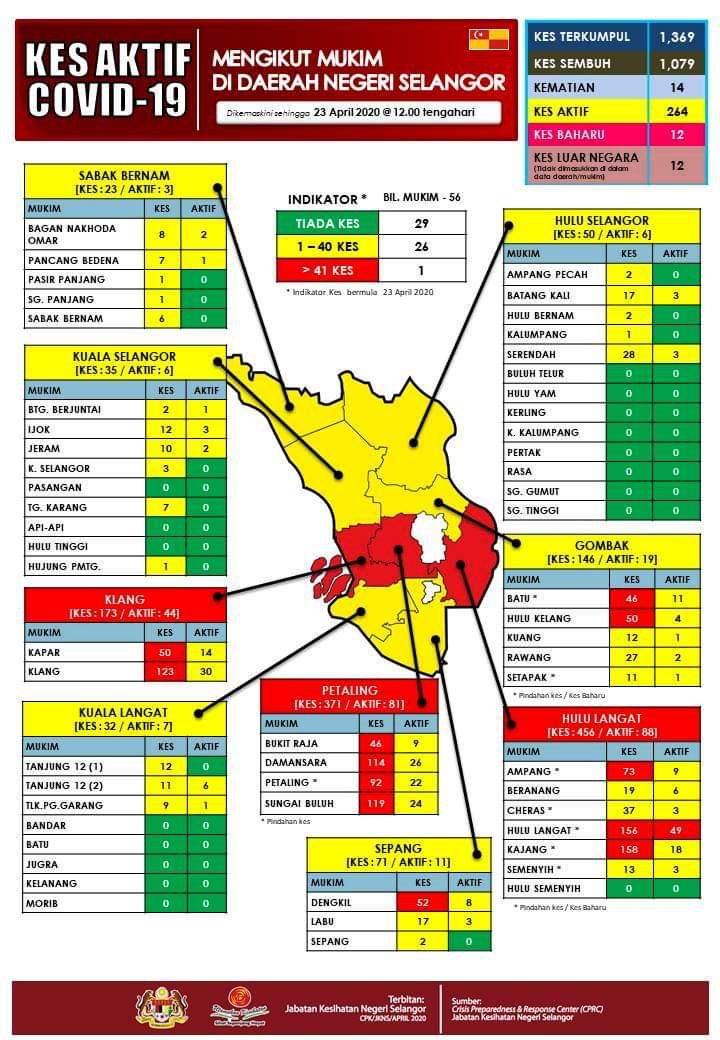 KES AKTIF
COVID-19
MENGIKUT MUKIM
DI DAERAH NEGERI SELANGOR
Dikemaskini sehingga 23 April 2020 @ 12.00 tengahari
KES TERKUMPUL 1,369
KES SEMBUH 1,079
KEMATIAN 14
KES AKTIF 264
KES BAHARU 12
KES LUAR NEGARA 12
(Tidak dimasukkan di dalam
data daerah/mukim)
SABAK BERNAM
[KES : 23 / AKTIF : 3]
MUKIM KES AKTIF
BAGAN NAKHODA
OMAR 8 2
PANCANG BEDENA 7 1
PASIR PANJANG 1 0
SG. PANJANG 1 0
SABAK BERNAM 6 0
INDIKATOR * BIL. MUKIM - 56
TIADA KES 29
1 – 40 KES 26
> 41 KES 1
* Indikator Kes bermula 23 April 2020
HULU SELANGOR
[KES : 50 / AKTIF : 6]
MUKIM KES AKTIF
AMPANG PECAH 2 0
BATANG KALI 17 3
HULU BERNAM 2 0
KALUMPANG 1 0
SERENDAH 28 3
BULUH TELUR 0 0
HULU YAM 0 0
KERLING 0 0
K. KALUMPANG 0 0
PERTAK 0 0
RASA 0 0
SG. GUMUT 0 0
SG. TINGGI 0 0
KUALA SELANGOR
[KES : 35 / AKTIF : 6]
MUKIM KES AKTIF
BTG. BERJUNTAI 2 1
IJOK 12 3
JERAM 10 2
K. SELANGOR 3 0
PASANGAN 0 0
TG. KARANG 7 0
API-API 0 0
HULU TINGGI 0 0
HUJUNG PMTG. 1 0
GOMBAK
[KES : 146 / AKTIF : 19]
MUKIM KES AKTIF
BATU * 46 11
HULU KELANG 50 4
KUANG 12 1
RAWANG 27 2
SETAPAK * 11 1
* Pindahan kes / Kes Baharu
KLANG
[KES : 173 / AKTIF : 44]
MUKIM KES AKTIF
KAPAR 50 14
KLANG 123 30
KUALA LANGAT
[KES : 32 / AKTIF : 7]
MUKIM KES AKTIF
TANJUNG 12 (1) 12 0
TANJUNG 12 (2) 11 6
TLK.PG.GARANG 9 1
BANDAR 0 0
BATU 0 0
JUGRA 0 0
KELANANG 0 0
MORIB 0 0
PETALING
[KES : 371 / AKTIF : 81]
MUKIM KES AKTIF
BUKIT RAJA 46 9
DAMANSARA 114 26
PETALING * 92 22
SUNGAI BULUH 119 24
* Pindahan kes
HULU LANGAT
[KES : 456 / AKTIF : 88]
MUKIM KES AKTIF
AMPANG * 73 9
BERANANG 19 6
CHERAS * 37 3
HULU LANGAT * 156 49
KAJANG * 158 18
SEMENYIH * 13 3
HULU SEMENYIH 0 0
* Pindahan kes / Kes Baharu
SEPANG
[KES : 71 / AKTIF : 11]
MUKIM KES AKTIF
DENGKIL 52 8
LABU 17 3
SEPANG 2 0
Terbitan:
Jabatan Kesihatan Negeri Selangor
CPK/JKNS/APRIL 2020
Sumber:
Crisis Preparedness & Response Center (CPRC)
Jabatan Kesihatan Negeri Selangor